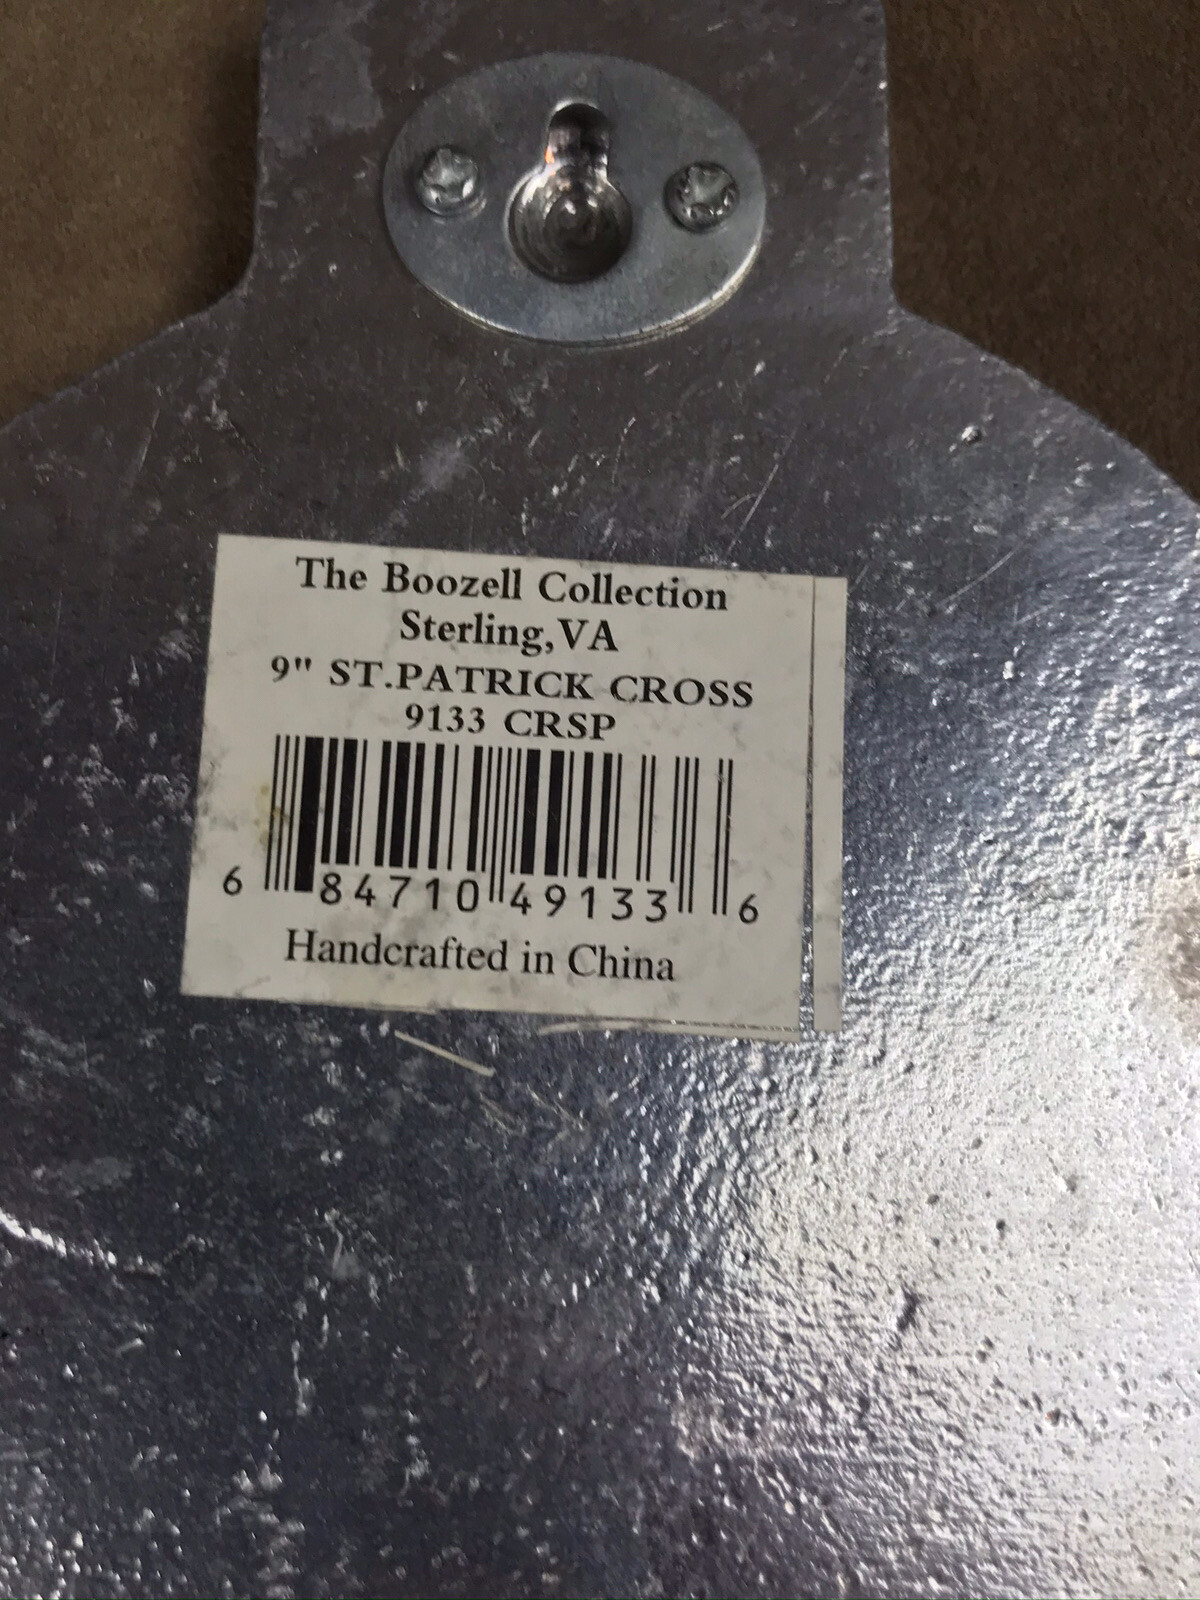 The Boozell Collection
Sterling,VA
9" ST.PATRICK CROSS
9133 CRSP
6 84710 49133 6
Handcrafted in China